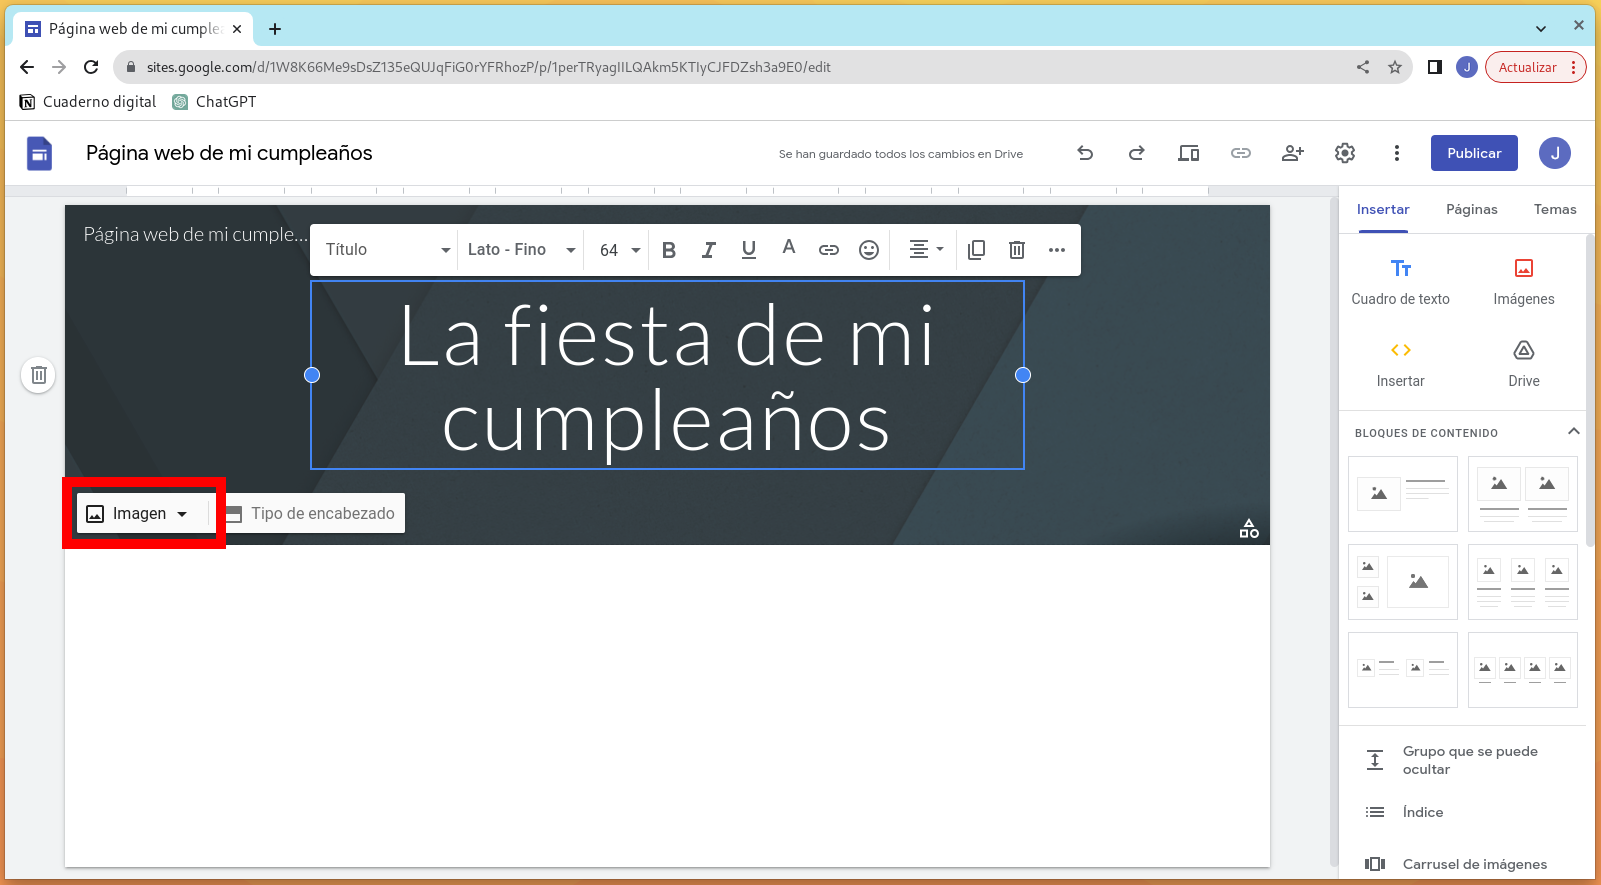 Página web de mi cumple
sites.google.com/d/1W8K66Me9sDsZ135eQUJqFiG0rYFRhozP/p/1perTRyagIILQAkm5KTIyCJFDZsh3a9E0/edit
J
Actualizar
Cuaderno digital
ChatGPT
Página web de mi cumpleaños
Se han guardado todos los cambios en Drive
Publicar
J
Insertar
Páginas
Temas
Página web de mi cumple...
Título
Lato - Fino
64
B
I
U
A
La fiesta de mi
cumpleaños
Imagen
Tipo de encabezado
Cuadro de texto
Imágenes
Insertar
Drive
BLOQUES DE CONTENIDO
Grupo que se puede
ocultar
Índice
Carrusel de imágenes